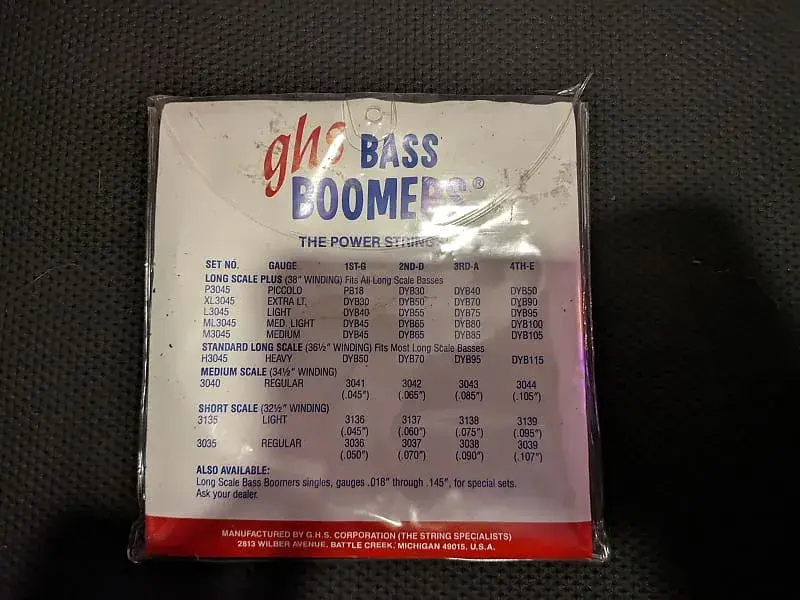 ghs BASS
BOOMERS®
THE POWER STRINGS
SET NO. GAUGE 1ST-G 2ND-D 3RD-A 4TH-E
LONG SCALE PLUS (38" WINDING) Fits All Long Scale Basses
P3045 PICCOLO PB18 DYB30 DYB40 DYB50
XL3045 EXTRA LT. DYB30 DYB50 DYB70 DYB90
L3045 LIGHT DYB40 DYB55 DYB75 DYB95
ML3045 MED. LIGHT DYB45 DYB65 DYB80 DYB100
M3045 MEDIUM DYB45 DYB65 DYB85 DYB105
STANDARD LONG SCALE (36½" WINDING) Fits Most Long Scale Basses
H3045 HEAVY DYB50 DYB70 DYB95 DYB115
MEDIUM SCALE (34½" WINDING)
3040 REGULAR 3041 3042 3043 3044
(.045") (.065") (.085") (.105")
SHORT SCALE (32½" WINDING)
3135 LIGHT 3136 3137 3138 3139
(.045") (.060") (.075") (.095")
3035 REGULAR 3036 3037 3038 3039
(.050") (.070") (.090") (.107")
ALSO AVAILABLE:
Long Scale Bass Boomers singles, gauges .018" through .145", for special sets.
Ask your dealer.
MANUFACTURED BY G.H.S. CORPORATION (THE STRING SPECIALISTS)
2813 WILBER AVENUE, BATTLE CREEK, MICHIGAN 49015, U.S.A.